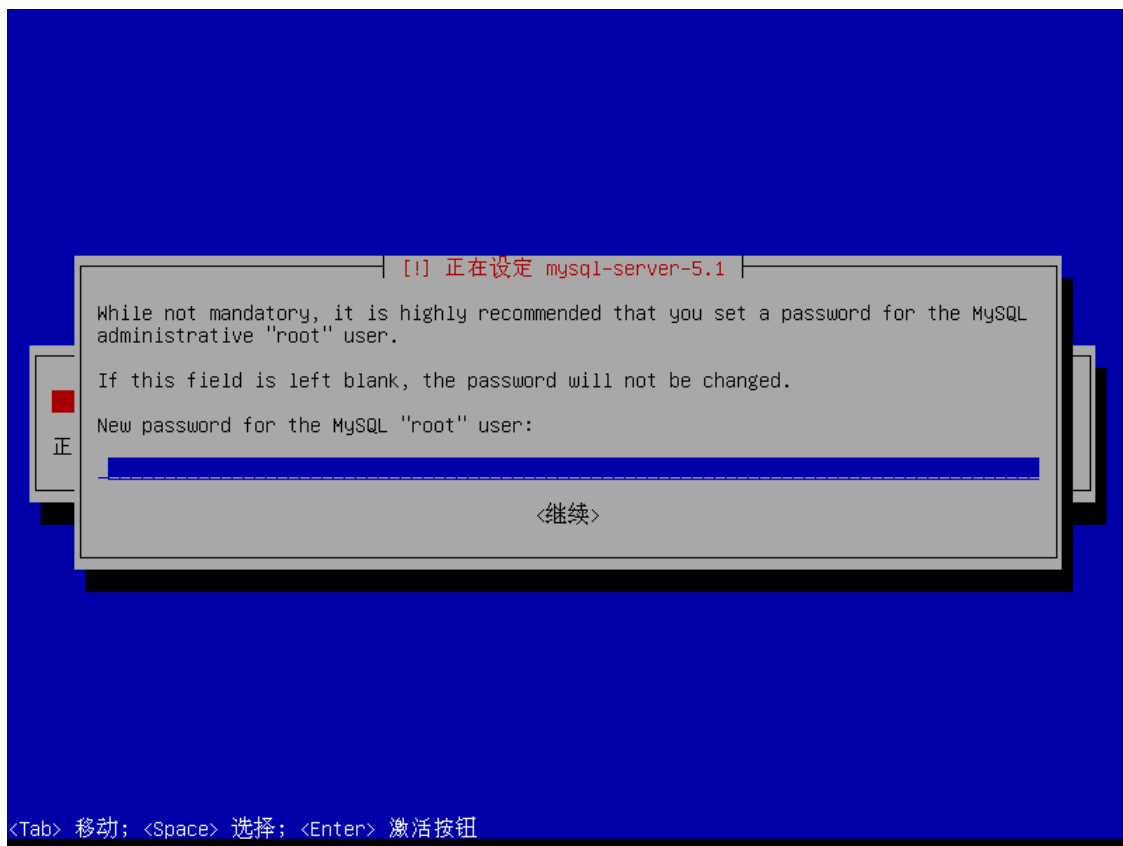 [!] 正在设定 mysql-server-5.1
While not mandatory, it is highly recommended that you set a password for the MySQL
administrative "root" user.
If this field is left blank, the password will not be changed.
New password for the MySQL "root" user:
正
<继续>
<Tab> 移动; <Space> 选择; <Enter> 激活按钮